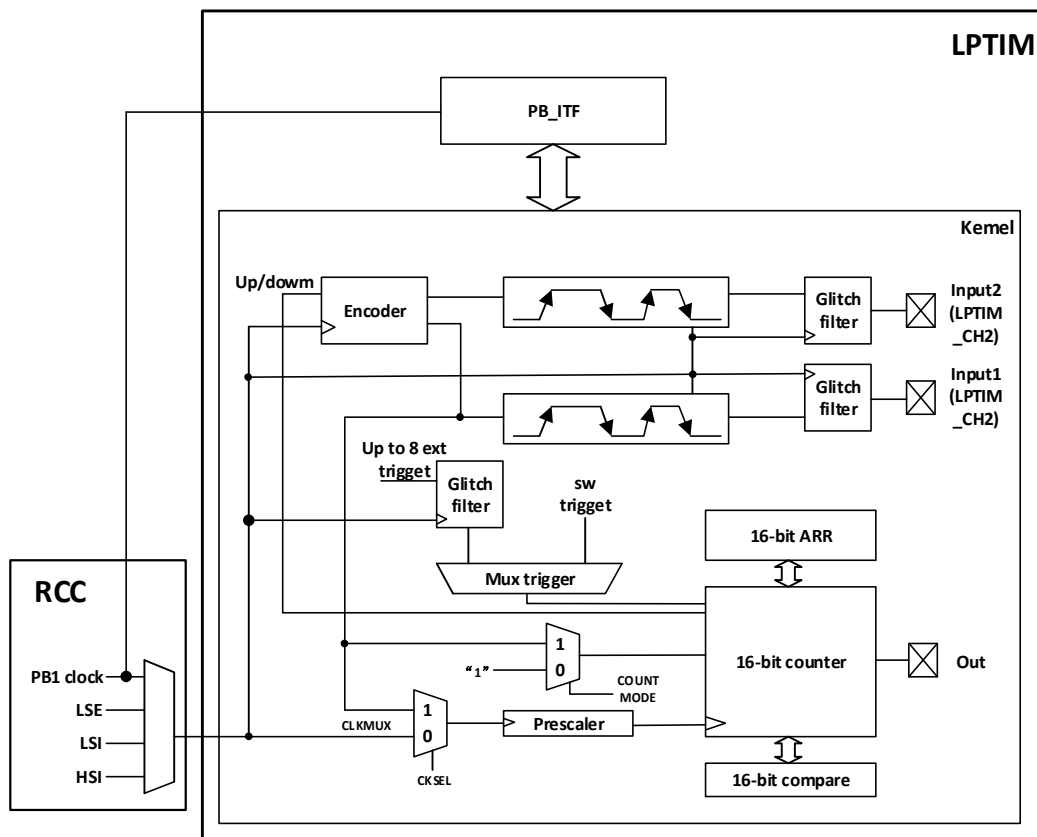 LPTIM
PB_ITF
Kemel
Up/dowm
Encoder
Glitch
filter
Input2
(LPTIM
_CH2)
Glitch
filter
Input1
(LPTIM
_CH2)
Up to 8 ext
trigget
Glitch
filter
sw
trigget
16-bit ARR
Mux trigger
RCC
1
0
“1”
COUNT
MODE
16-bit counter
Out
PB1 clock
LSE
LSI
HSI
CLKMUX
1
0
CKSEL
Prescaler
16-bit compare